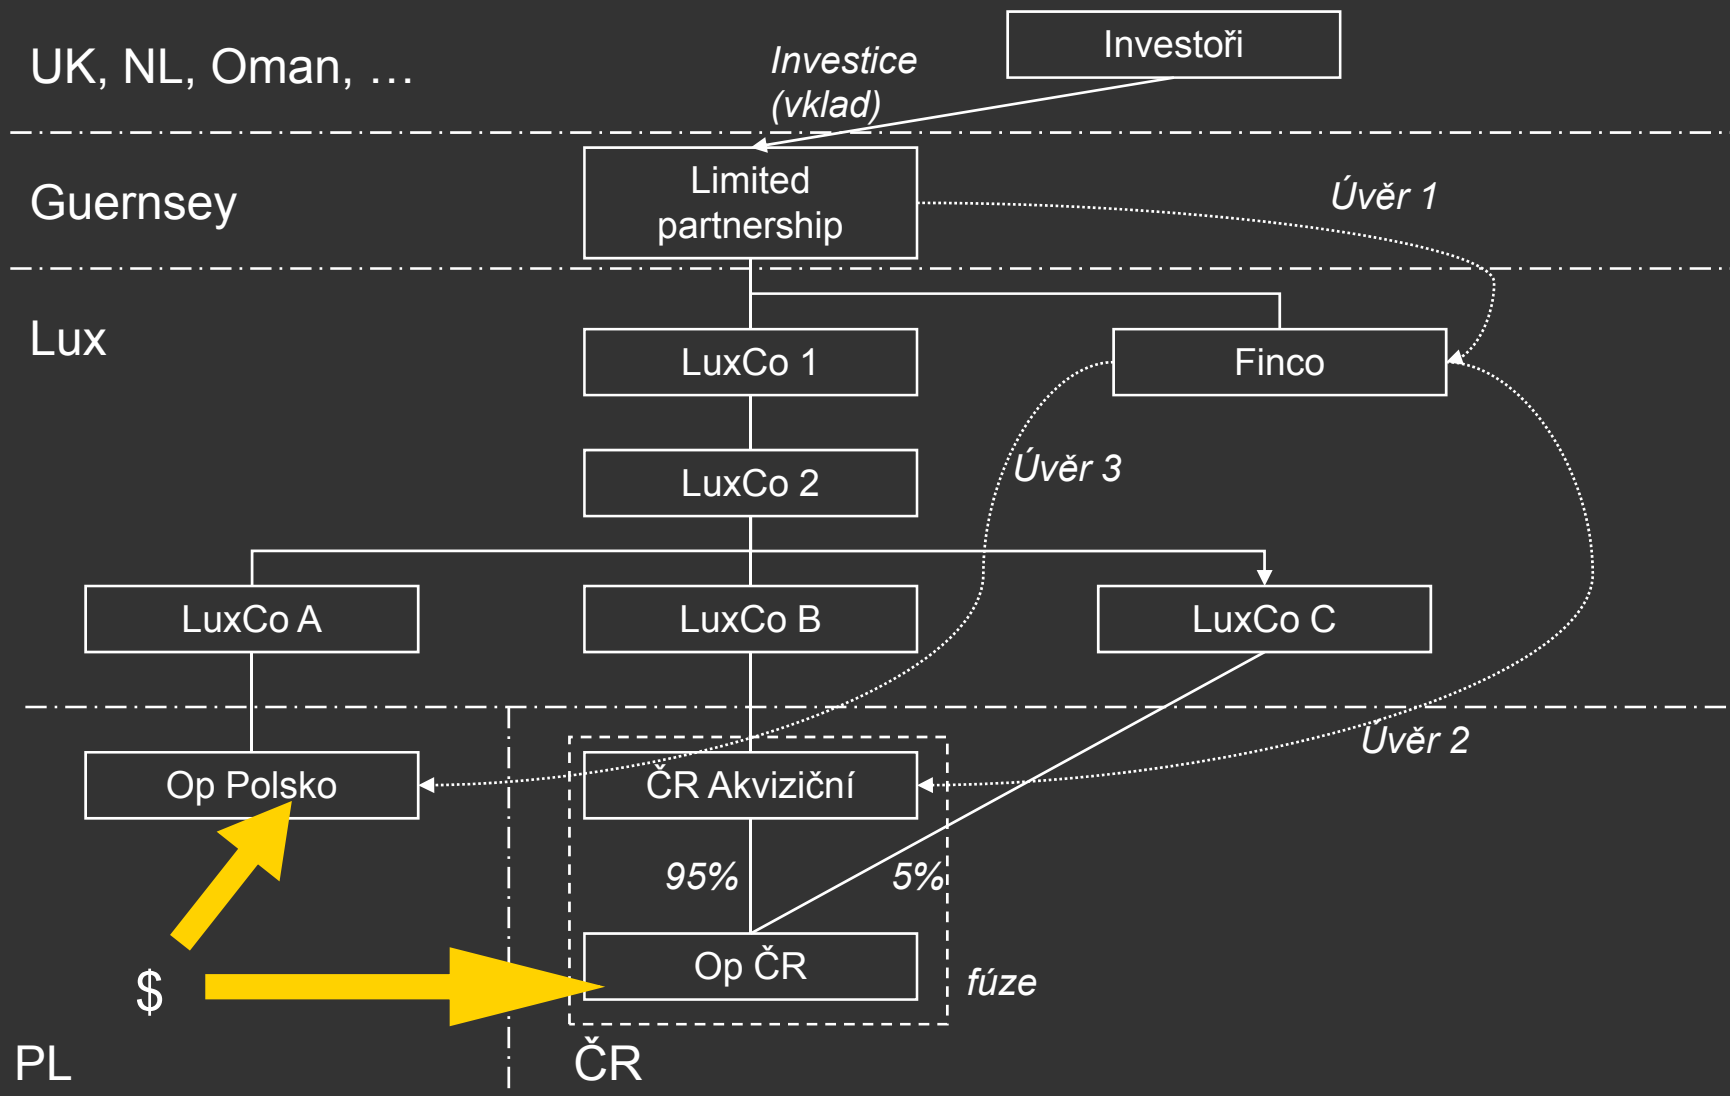 Investoři
UK, NL, Oman, …
Investice
(vklad)
Guernsey
Limited
partnership
Úvěr 1
Lux
LuxCo 1
Finco
Úvěr 3
LuxCo 2
LuxCo A
LuxCo B
LuxCo C
Úvěr 2
Op Polsko
ČR Akviziční
95%
5%
Op ČR
fúze
$
PL
ČR